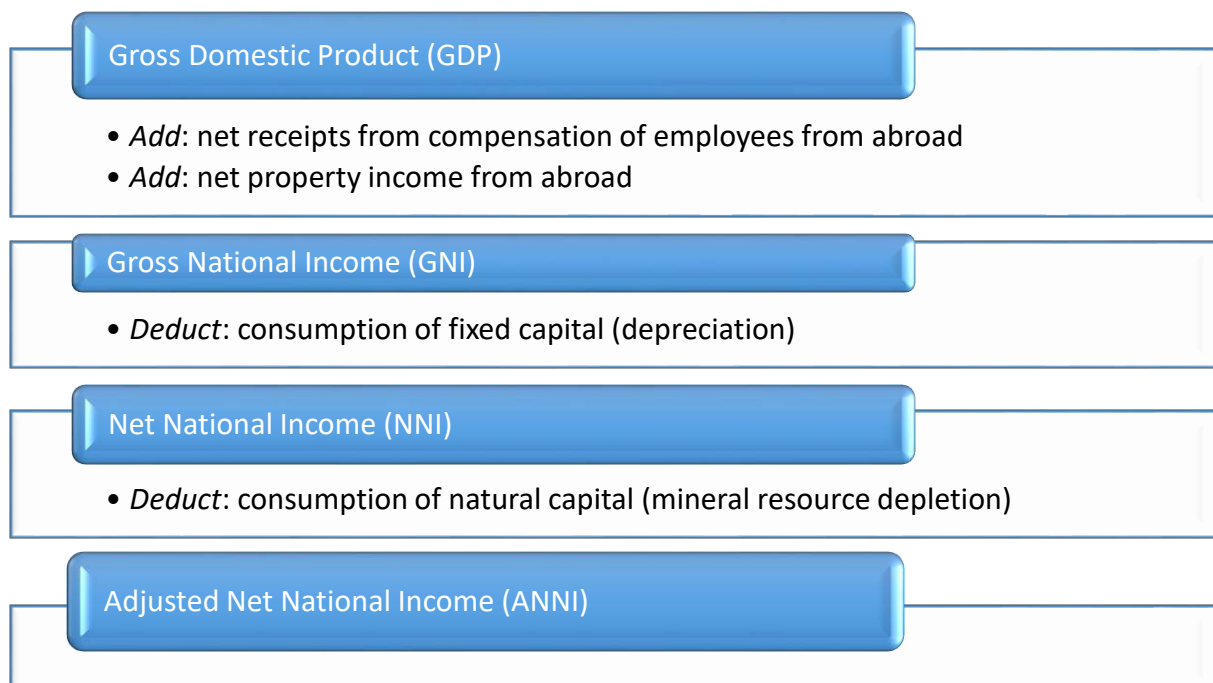 Gross Domestic Product (GDP)
• Add: net receipts from compensation of employees from abroad
• Add: net property income from abroad
Gross National Income (GNI)
• Deduct: consumption of fixed capital (depreciation)
Net National Income (NNI)
• Deduct: consumption of natural capital (mineral resource depletion)
Adjusted Net National Income (ANNI)